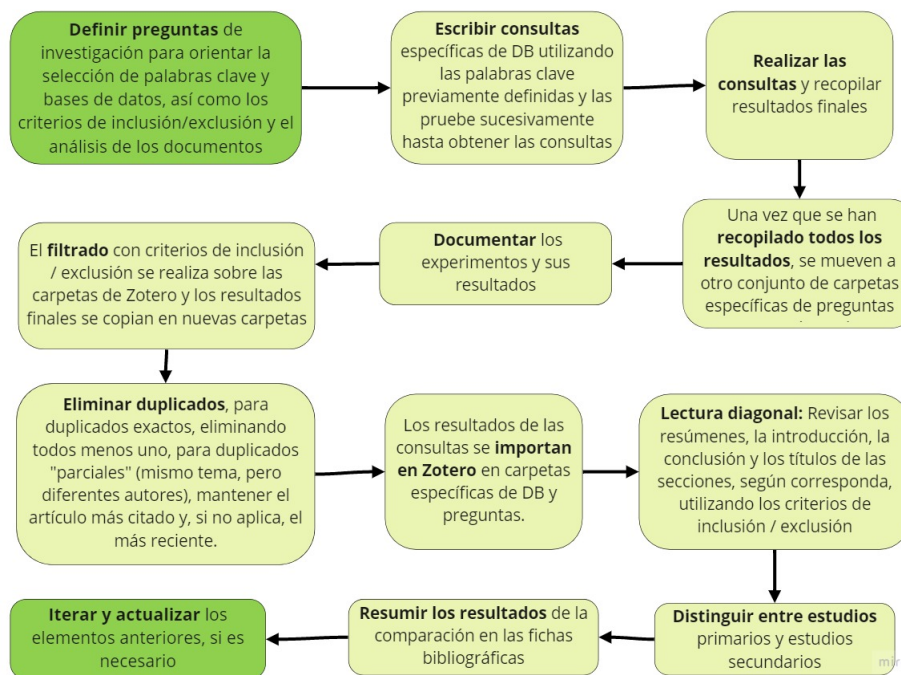 Definir preguntas de
investigación para orientar la
selección de palabras clave y
bases de datos, así como los
criterios de inclusión/exclusión y el
análisis de los documentos
Escribir consultas
específicas de DB utilizando
las palabras clave
previamente definidas y las
pruebe sucesivamente
hasta obtener las consultas
Realizar las
consultas y recopilar
resultados finales
Una vez que se han
recopilado todos los
resultados, se mueven a
otro conjunto de carpetas
específicas de preguntas
Documentar los
experimentos y sus
resultados
El filtrado con criterios de inclusión
/ exclusión se realiza sobre las
carpetas de Zotero y los resultados
finales se copian en nuevas carpetas
Eliminar duplicados, para
duplicados exactos, eliminando
todos menos uno, para duplicados
"parciales" (mismo tema, pero
diferentes autores), mantener el
artículo más citado y, si no aplica, el
más reciente.
Los resultados de las
consultas se importan
en Zotero en carpetas
específicas de DB y
preguntas.
Lectura diagonal: Revisar los
resúmenes, la introducción, la
conclusión y los títulos de las
secciones, según corresponda,
utilizando los criterios de
inclusión / exclusión
Distinguir entre estudios
primarios y estudios
secundarios
Resumir los resultados de la
comparación en las fichas
bibliográficas
Iterar y actualizar los
elementos anteriores, si es
necesario